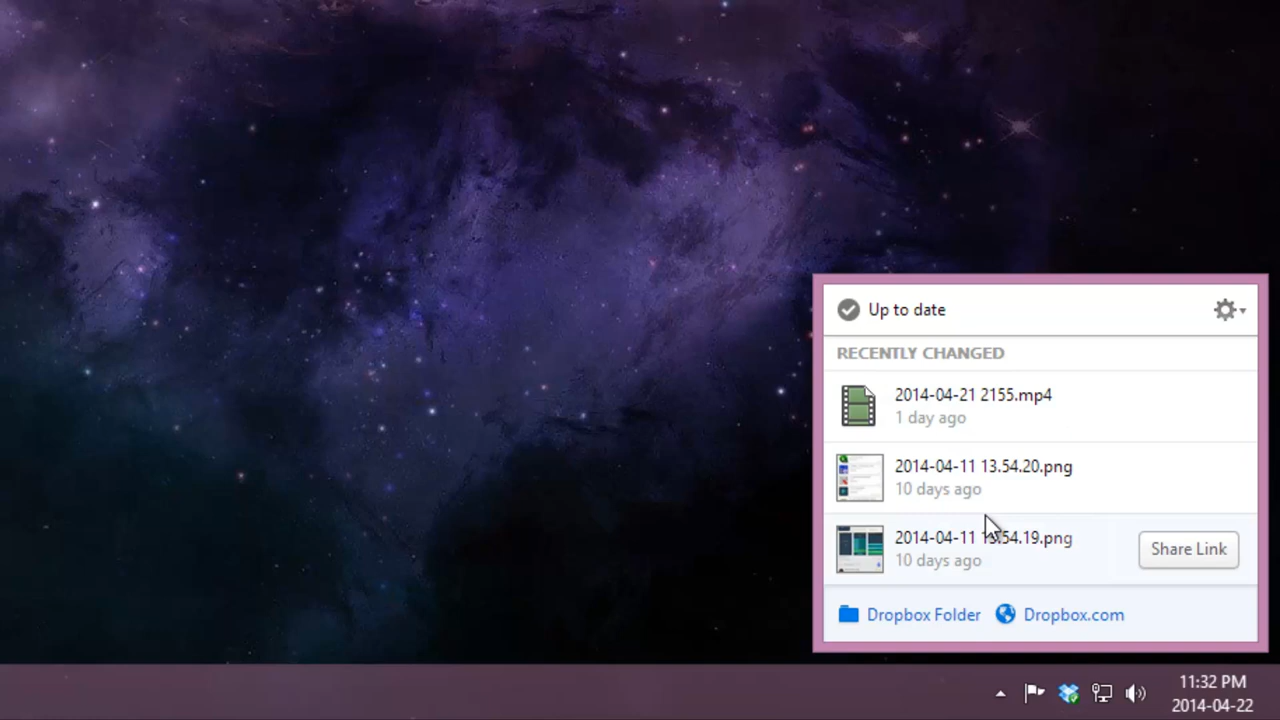 Up to date
RECENTLY CHANGED
2014-04-21 2155.mp4
1 day ago
2014-04-11 13.54.20.png
10 days ago
2014-04-11 13.54.19.png
10 days ago
Share Link
Dropbox Folder
Dropbox.com
11:32 PM
2014-04-22